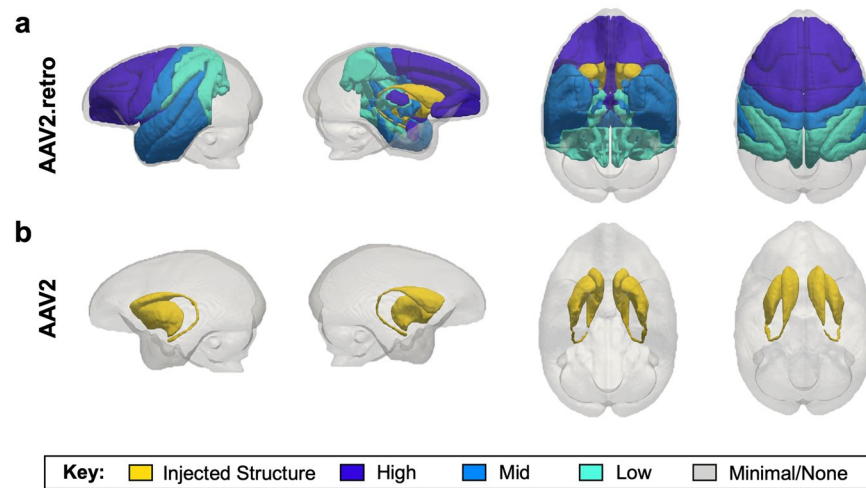 a
AAV2.retro
b
AAV2
Key: Injected Structure High Mid Low Minimal/None